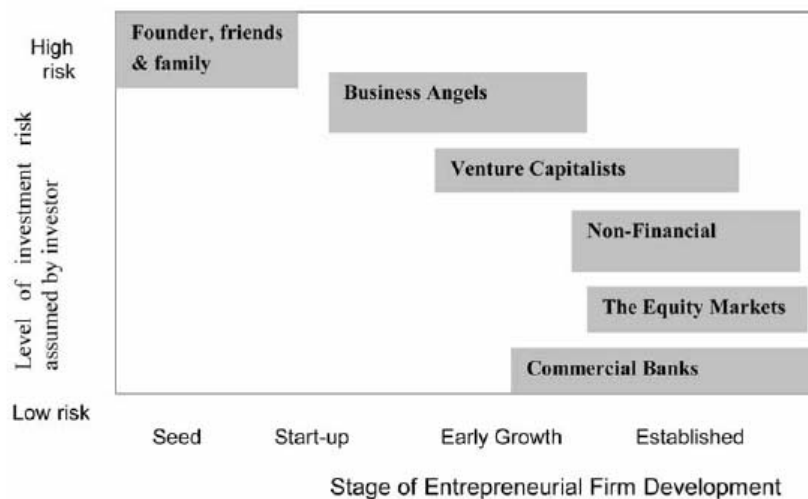 High
risk
Level of investment risk
assumed by investor
Low risk
Founder, friends
& family
Business Angels
Venture Capitalists
Non-Financial
The Equity Markets
Commercial Banks
Seed
Start-up
Early Growth
Established
Stage of Entrepreneurial Firm Development